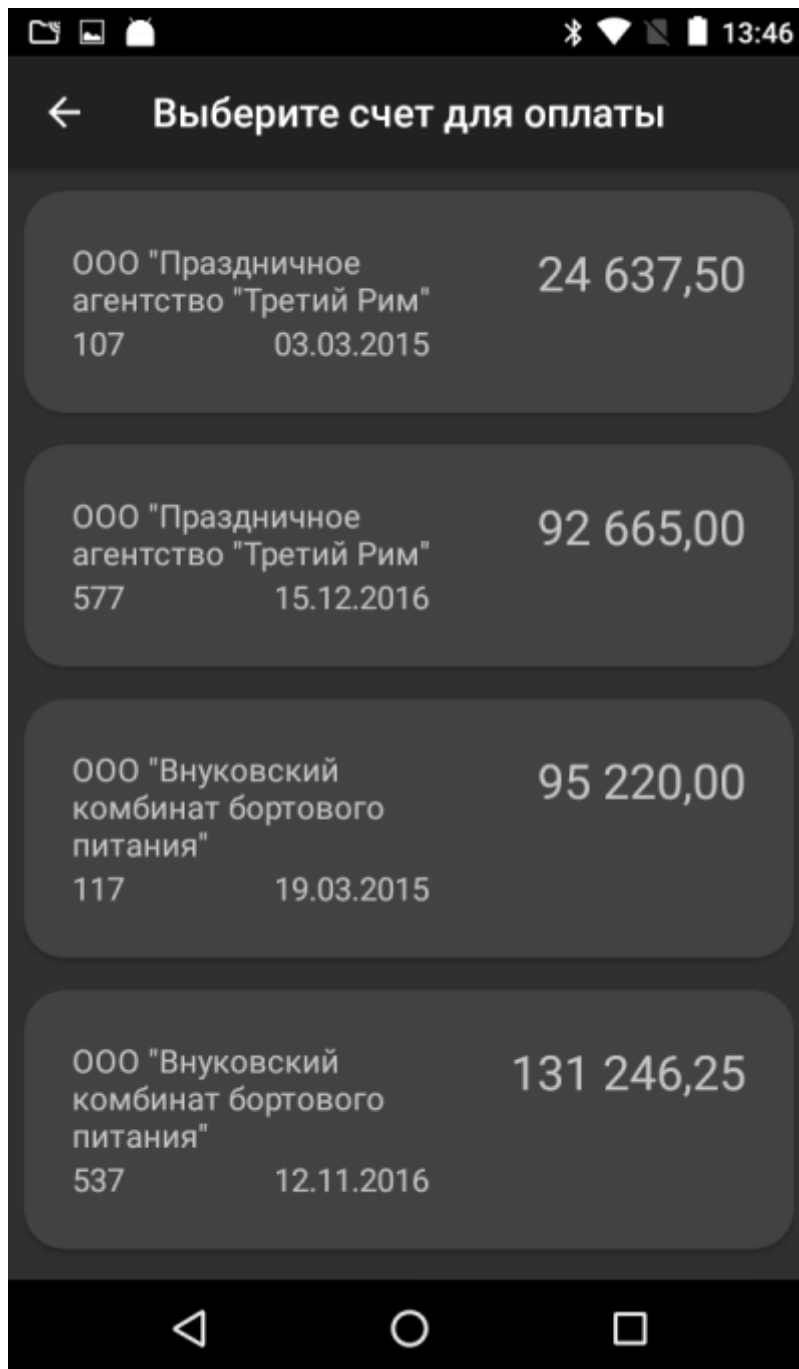 13:46
Выберите счет для оплаты
ООО "Праздничное
агентство "Третий Рим"
24 637,50
107 03.03.2015
ООО "Праздничное
агентство "Третий Рим"
92 665,00
577 15.12.2016
ООО "Внуковский
комбинат бортового
питания"
95 220,00
117 19.03.2015
ООО "Внуковский
комбинат бортового
питания"
131 246,25
537 12.11.2016